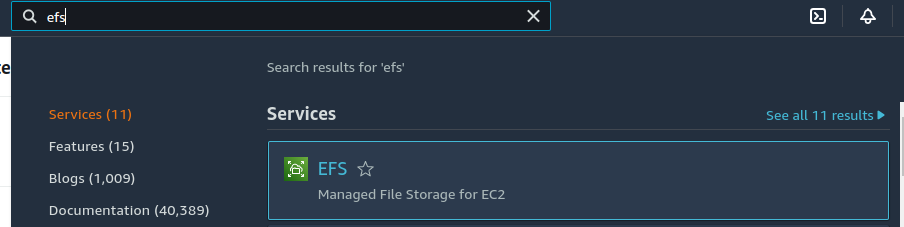 efs
te
Search results for 'efs'
Services (11)
Features (15)
Blogs (1,009)
Documentation (40,389)
Services
See all 11 results
EFS
Managed File Storage for EC2